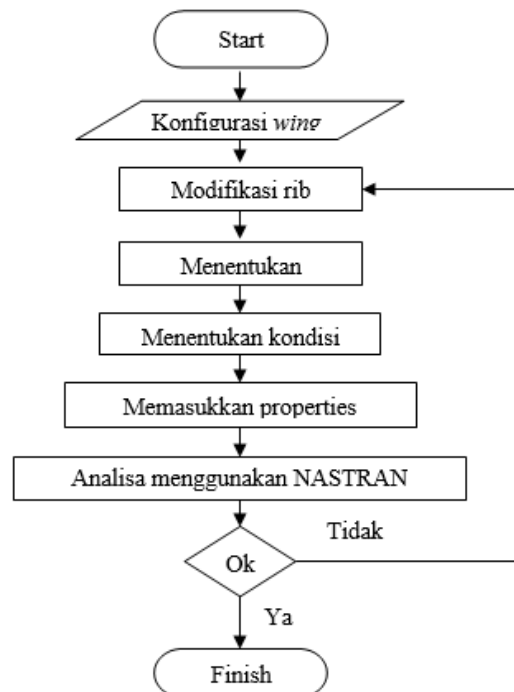 Start
Konfigurasi wing
Modifikasi rib
Menentukan
Menentukan kondisi
Memasukkan properties
Analisa menggunakan NASTRAN
Tidak
Ok
Ya
Finish